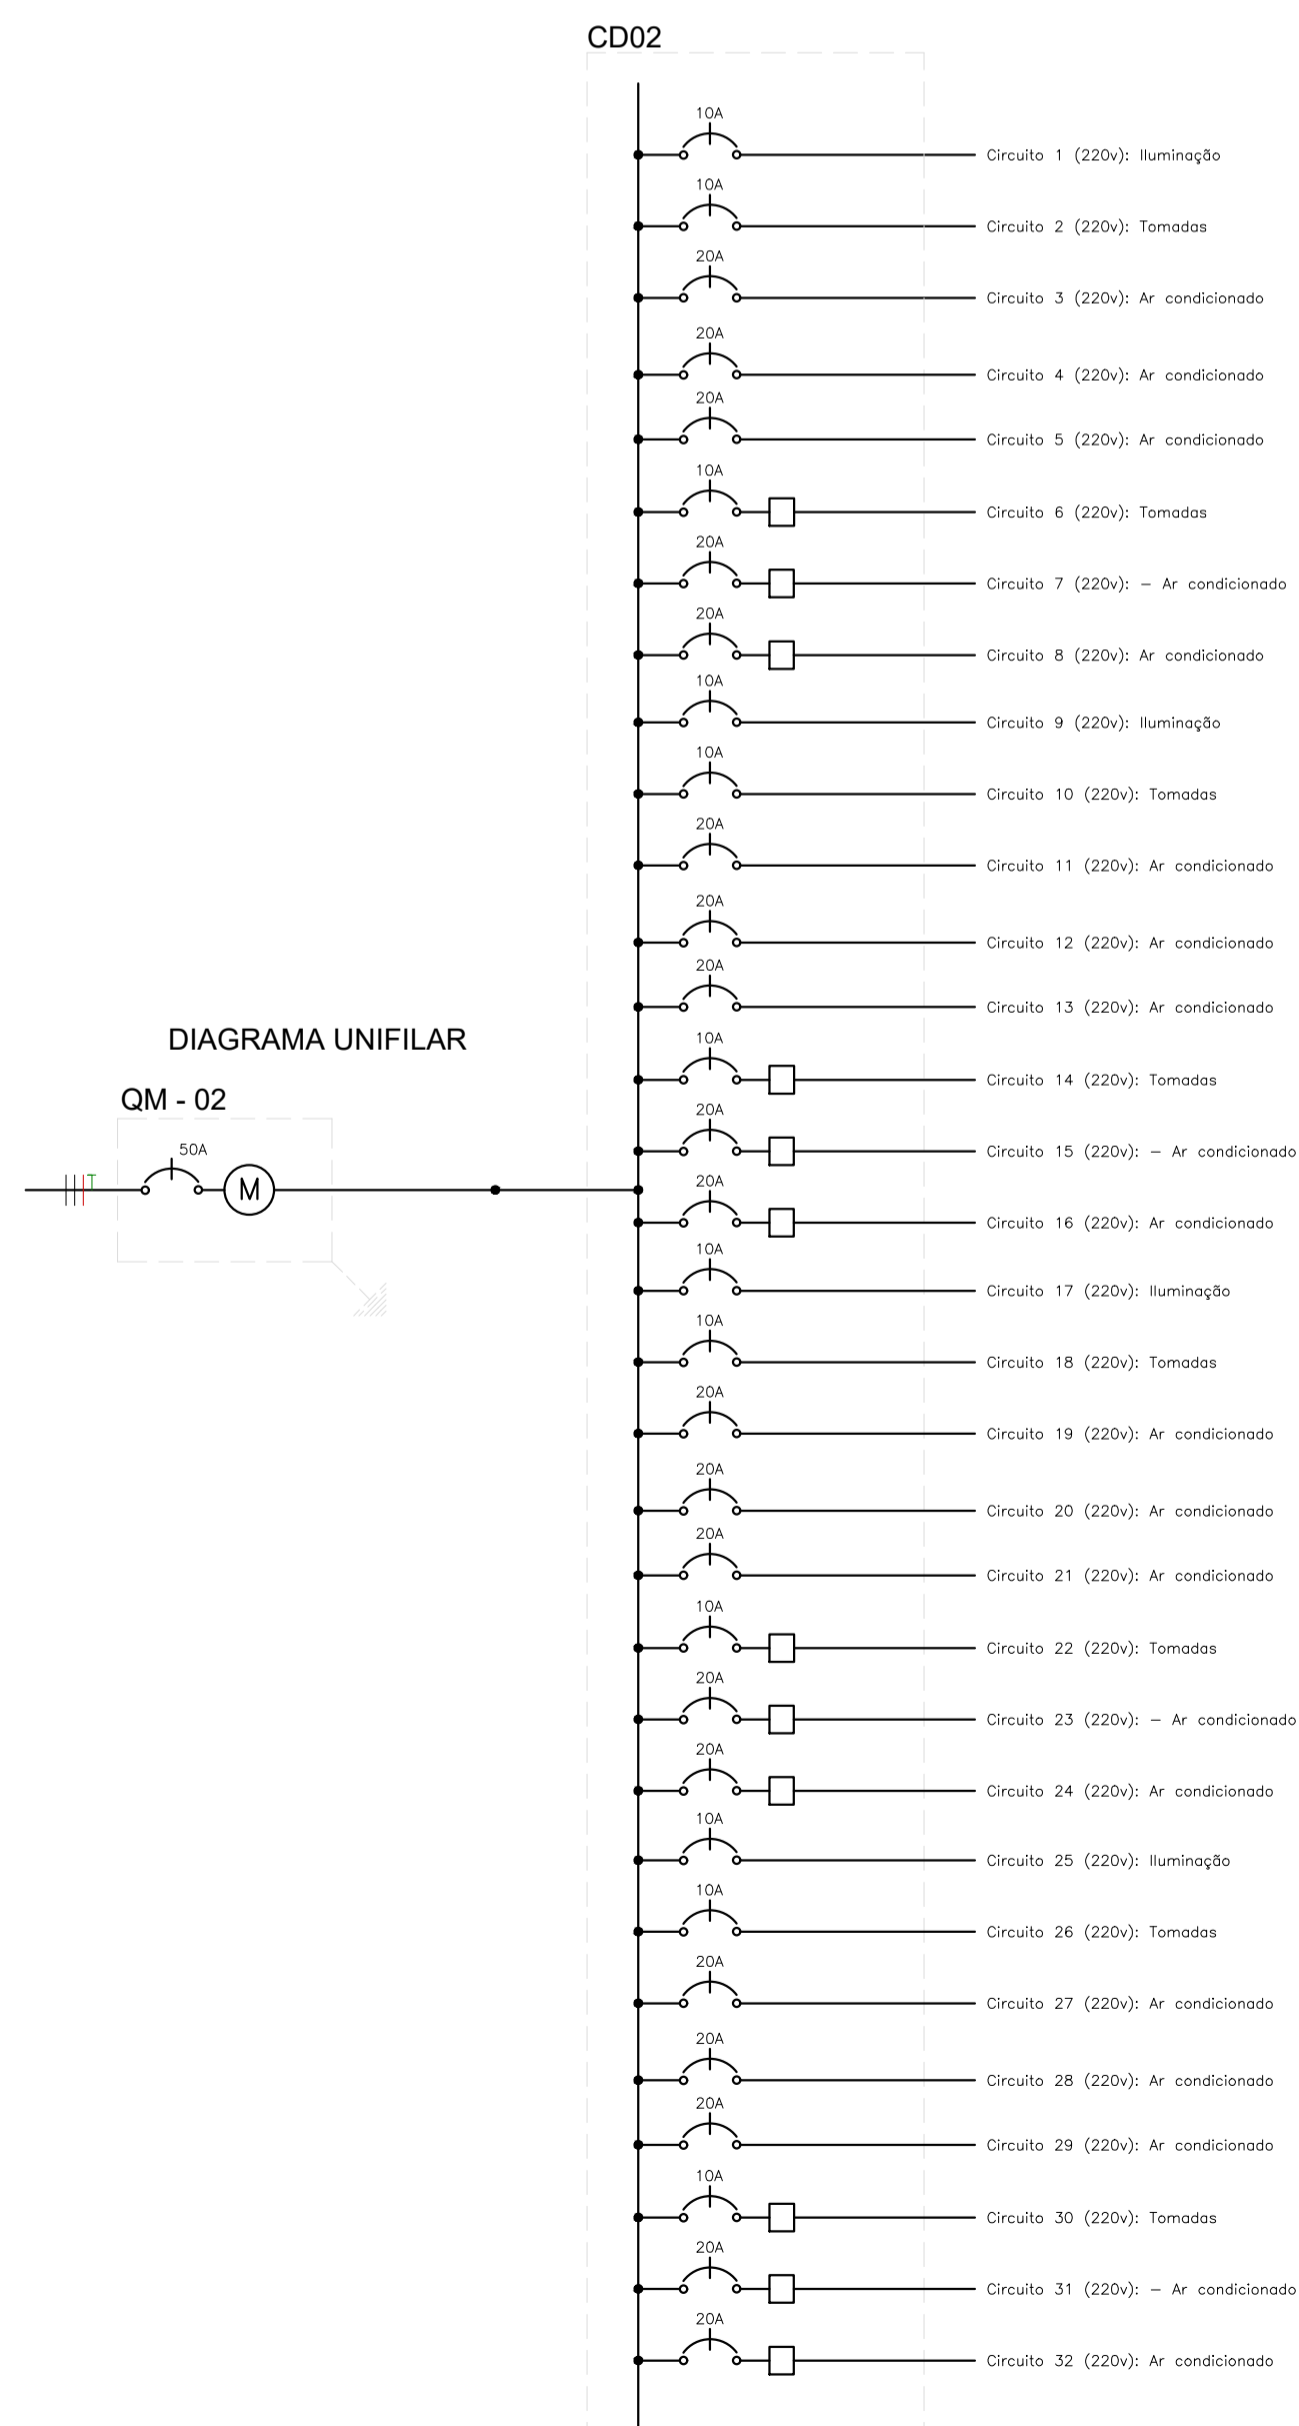 CD02
10A
Circuito 1 (220v): Iluminação
10A
Circuito 2 (220v): Tomadas
20A
Circuito 3 (220v): Ar condicionado
20A
Circuito 4 (220v): Ar condicionado
20A
Circuito 5 (220v): Ar condicionado
10A
Circuito 6 (220v): Tomadas
20A
Circuito 7 (220v): – Ar condicionado
20A
Circuito 8 (220v): Ar condicionado
10A
Circuito 9 (220v): Iluminação
10A
Circuito 10 (220v): Tomadas
20A
Circuito 11 (220v): Ar condicionado
20A
Circuito 12 (220v): Ar condicionado
20A
Circuito 13 (220v): Ar condicionado
DIAGRAMA UNIFILAR
10A
Circuito 14 (220v): Tomadas
QM - 02
20A
Circuito 15 (220v): – Ar condicionado
50A
T
M
20A
Circuito 16 (220v): Ar condicionado
10A
Circuito 17 (220v): Iluminação
10A
Circuito 18 (220v): Tomadas
20A
Circuito 19 (220v): Ar condicionado
20A
Circuito 20 (220v): Ar condicionado
20A
Circuito 21 (220v): Ar condicionado
10A
Circuito 22 (220v): Tomadas
20A
Circuito 23 (220v): – Ar condicionado
20A
Circuito 24 (220v): Ar condicionado
10A
Circuito 25 (220v): Iluminação
10A
Circuito 26 (220v): Tomadas
20A
Circuito 27 (220v): Ar condicionado
20A
Circuito 28 (220v): Ar condicionado
20A
Circuito 29 (220v): Ar condicionado
10A
Circuito 30 (220v): Tomadas
20A
Circuito 31 (220v): – Ar condicionado
20A
Circuito 32 (220v): Ar condicionado